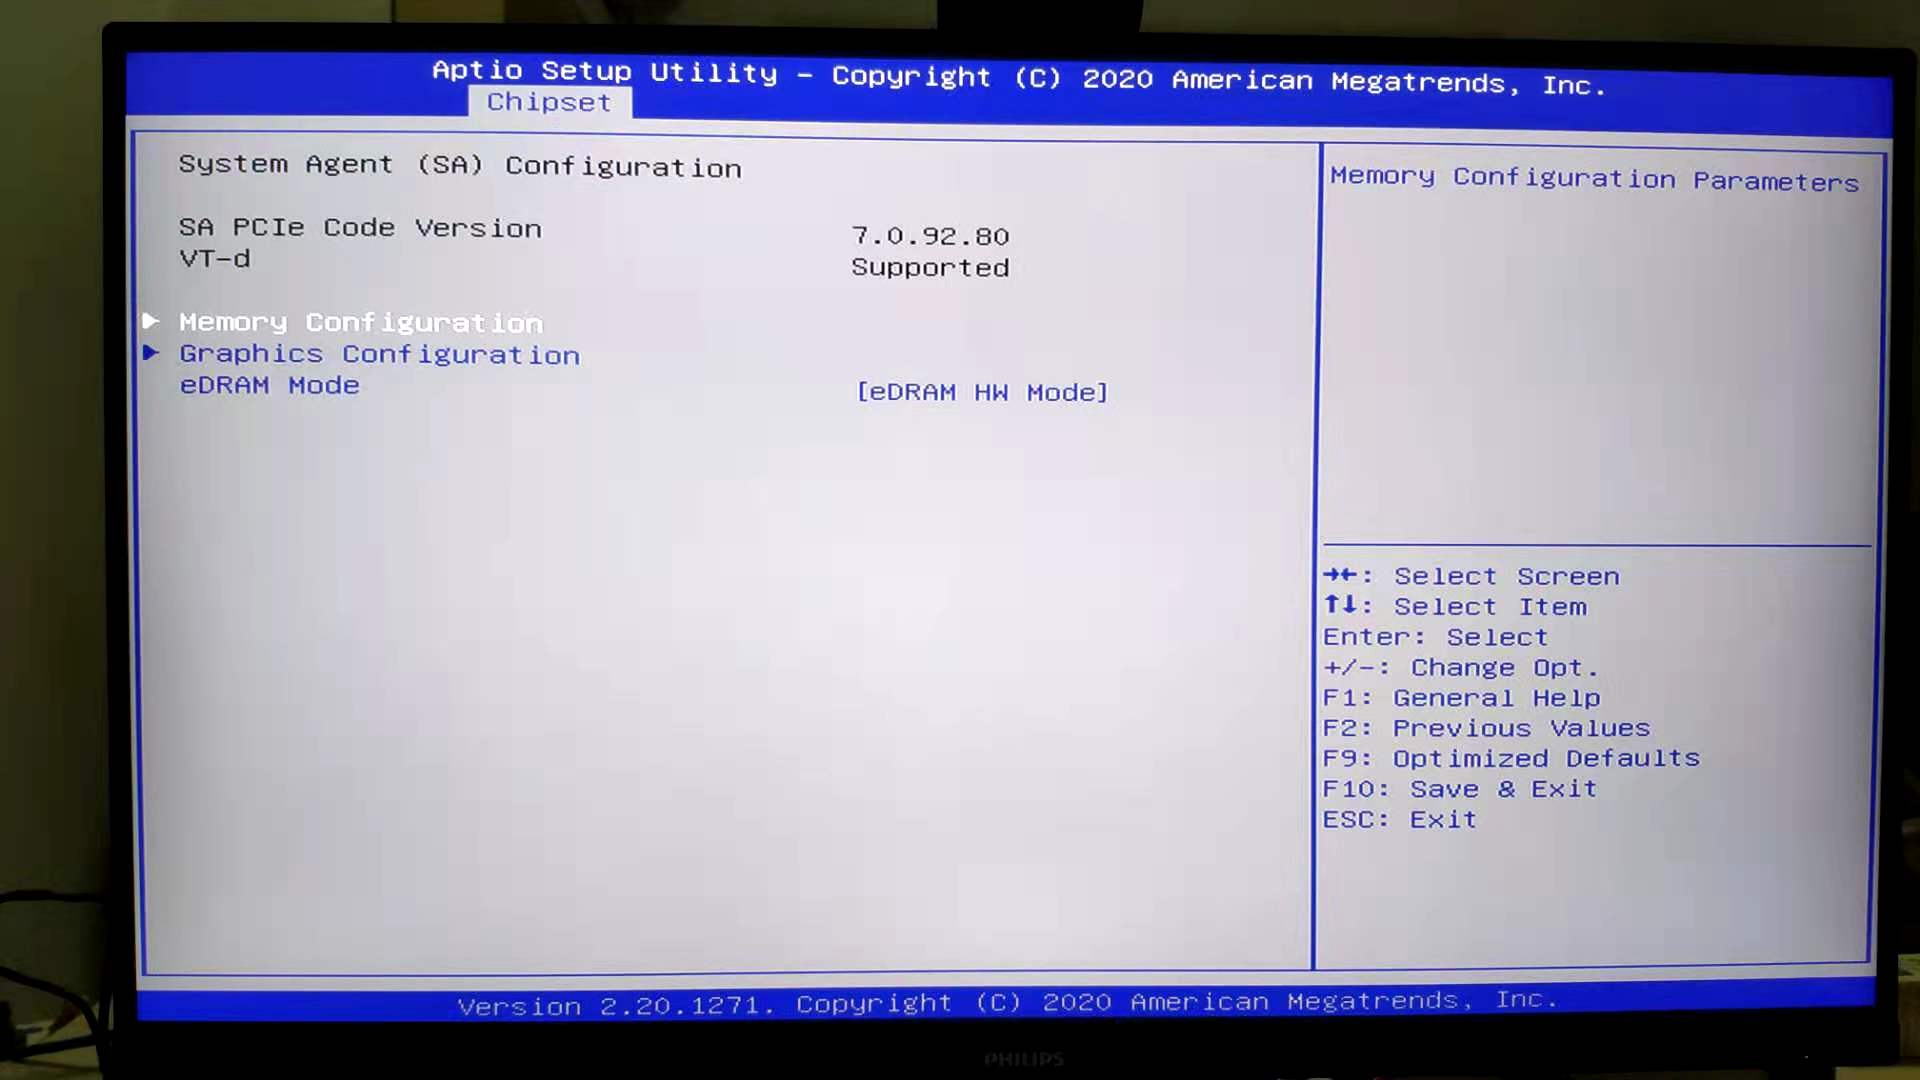 Aptio Setup Utility – Copyright (C) 2020 American Megatrends, Inc.
Chipset
System Agent (SA) Configuration
SA PCIe Code Version 7.0.92.80
VT-d Supported
► Memory Configuration
► Graphics Configuration
eDRAM Mode [eDRAM HW Mode]
Memory Configuration Parameters
→←: Select Screen
↑↓: Select Item
Enter: Select
+/-: Change Opt.
F1: General Help
F2: Previous Values
F9: Optimized Defaults
F10: Save & Exit
ESC: Exit
Version 2.20.1271. Copyright (C) 2020 American Megatrends, Inc.
PHILIPS